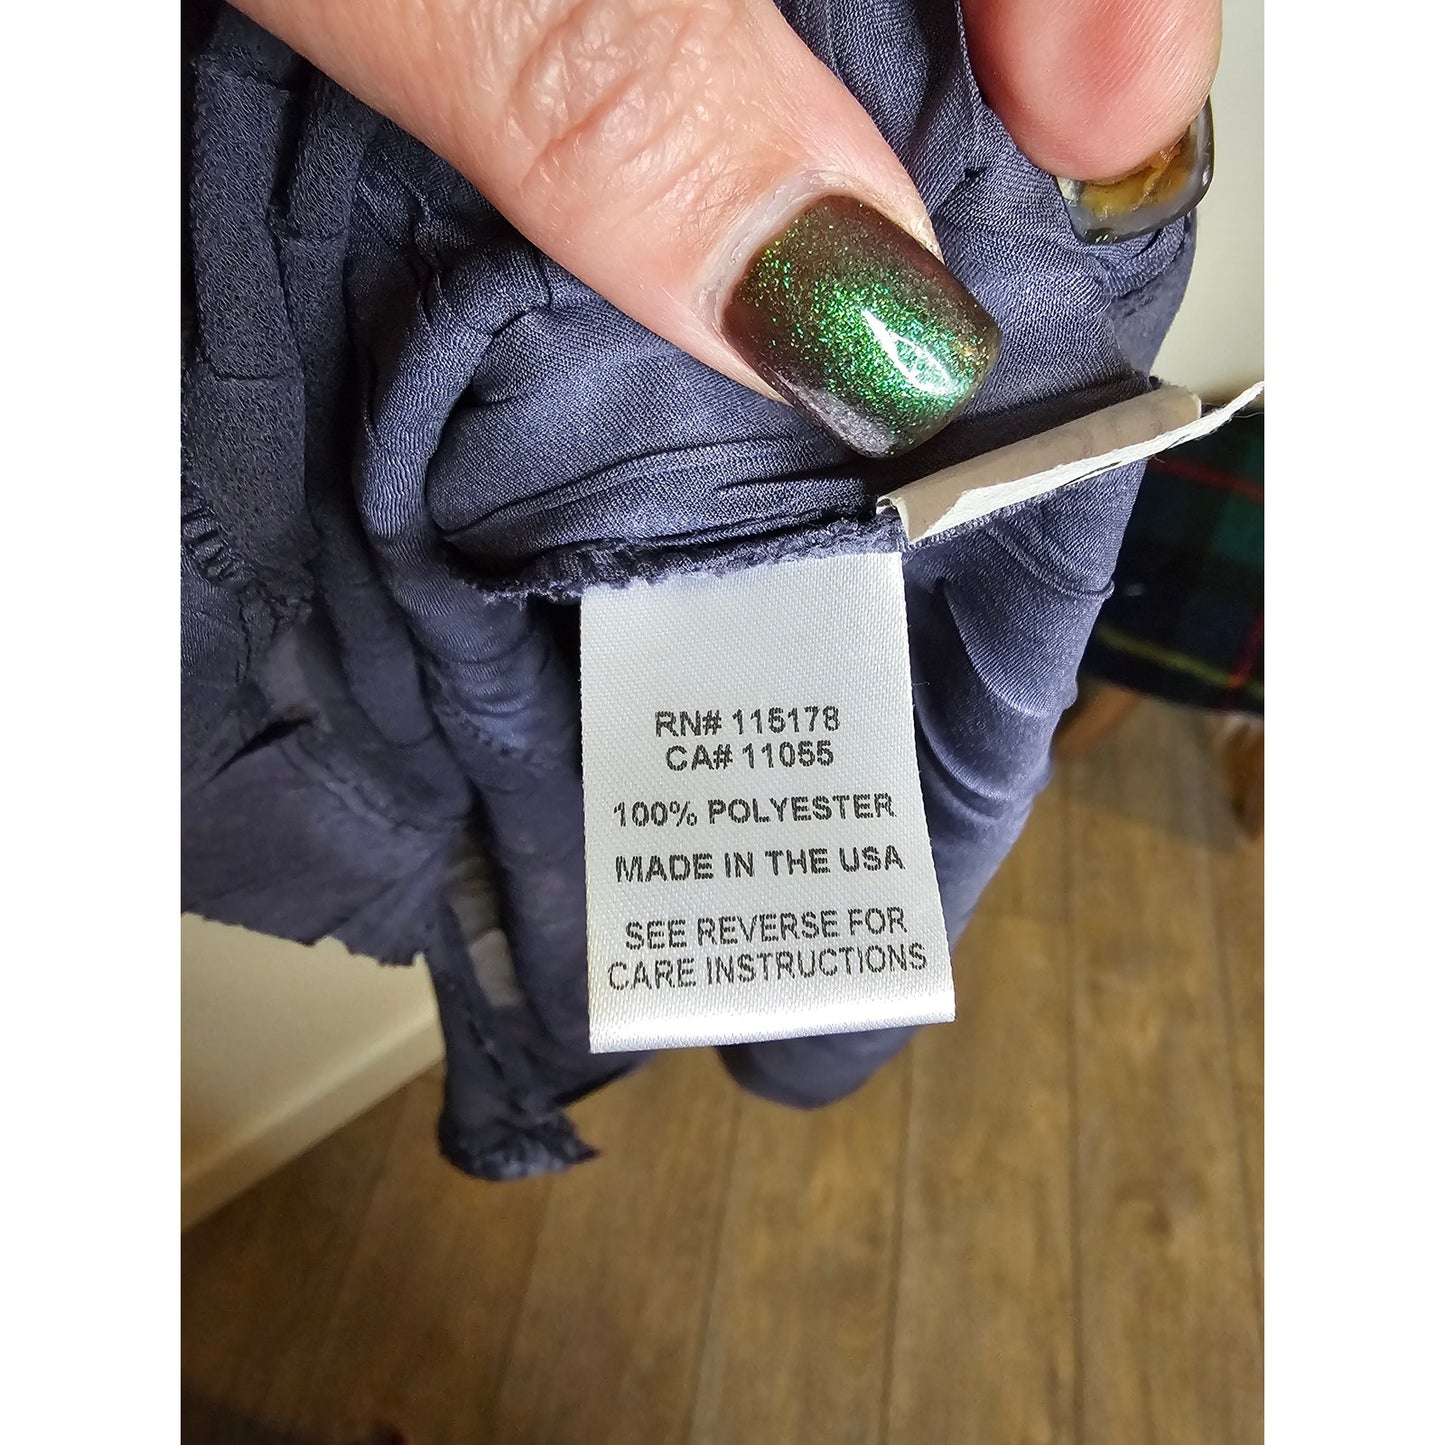 RN# 115178
CA# 11055
100% POLYESTER
MADE IN THE USA
SEE REVERSE FOR
CARE INSTRUCTIONS